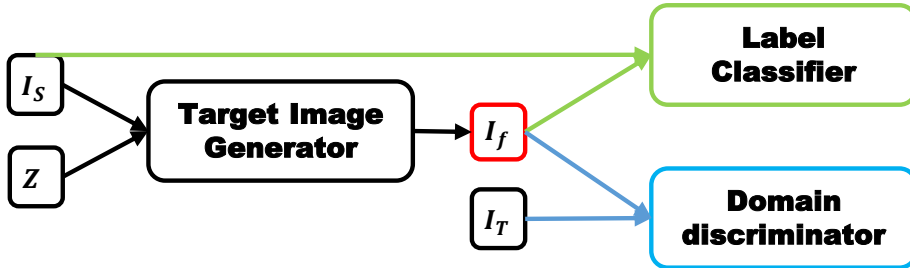 Label
Classifier
I_S
Target Image
Generator
I_f
Z
I_T
Domain
discriminator